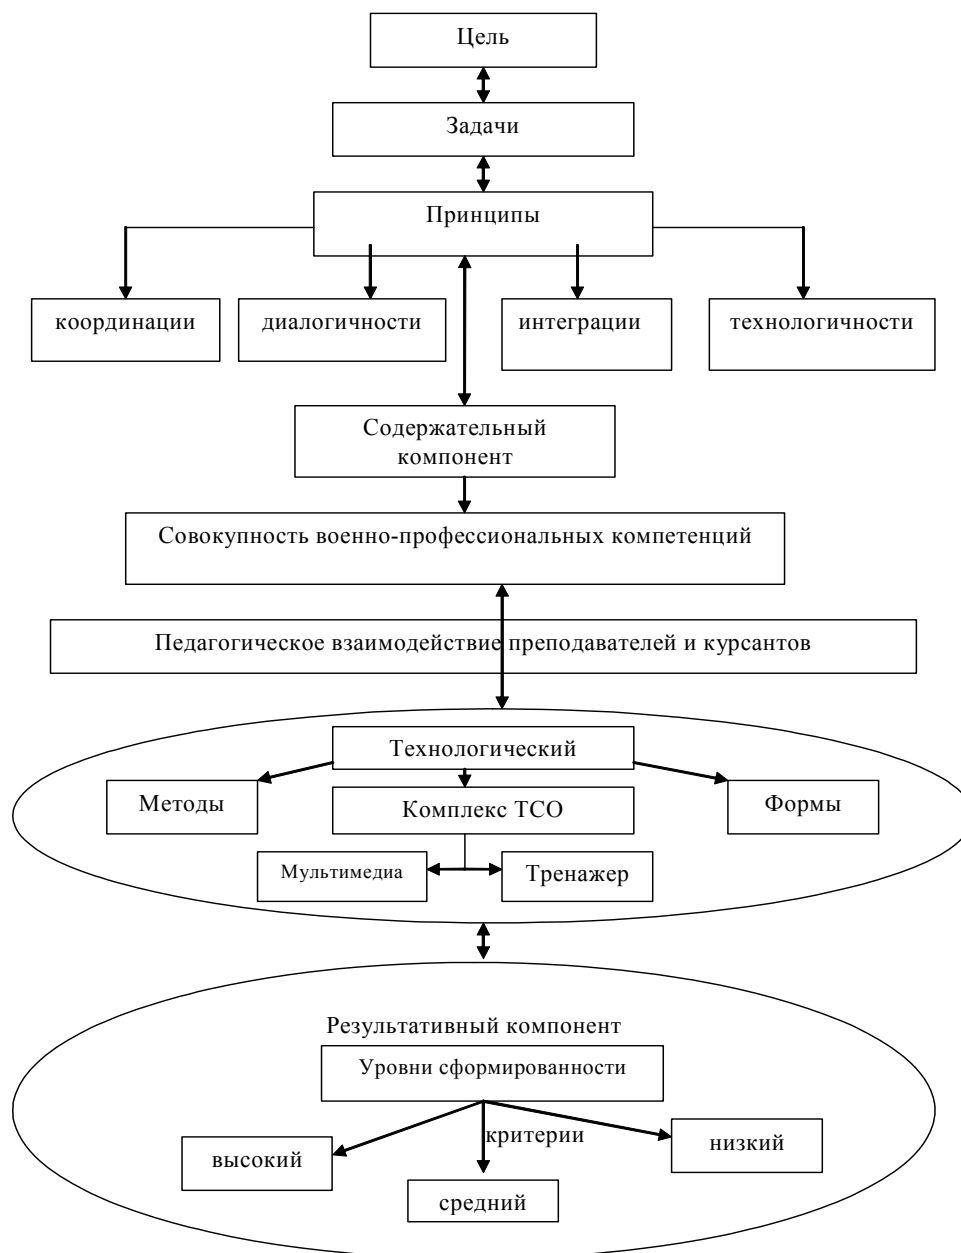 Цель
Задачи
Принципы
координации
диалогичности
интеграции
технологичности
Содержательный
компонент
Совокупность военно-профессиональных компетенций
Педагогическое взаимодействие преподавателей и курсантов
Технологический
Методы
Комплекс ТСО
Формы
Мультимедиа
Тренажер
Результативный компонент
Уровни сформированности
критерии
высокий
низкий
средний